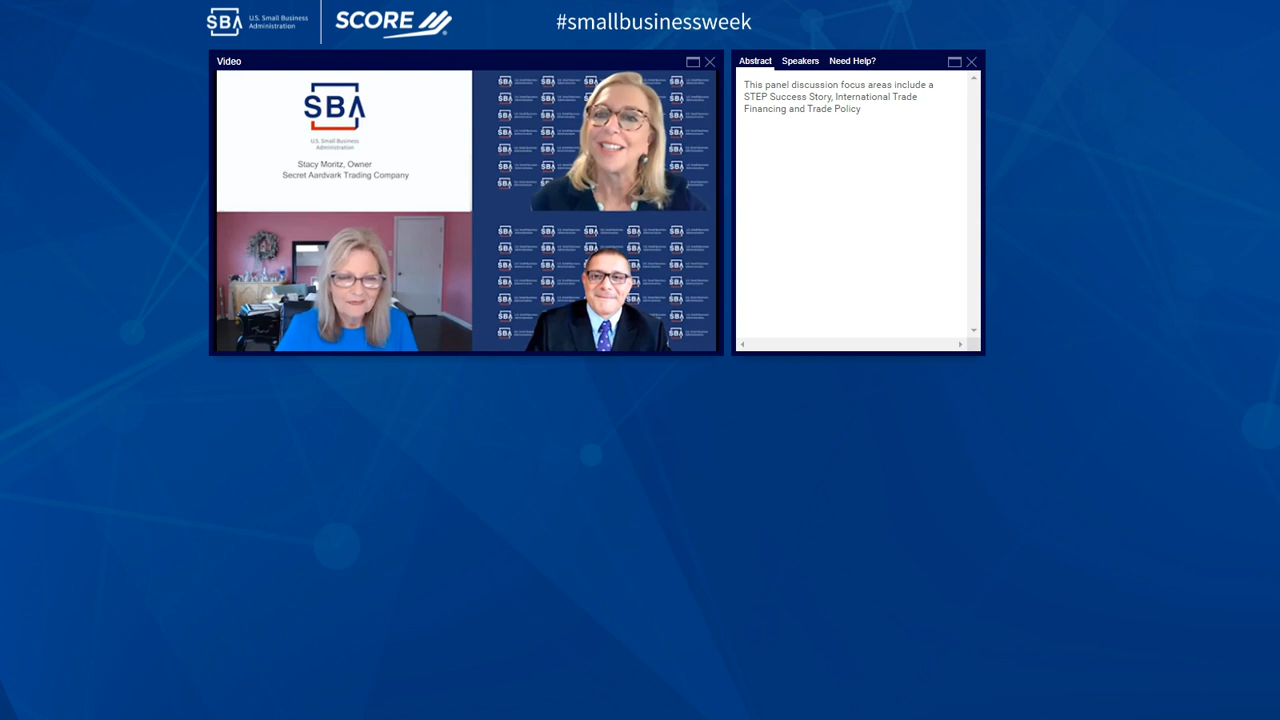 SBA
U.S. Small Business
Administration
SCORE
#smallbusinessweek
Video
SBA
U.S. Small Business
Administration
Stacy Moritz, Owner
Secret Aardvark Trading Company
Abstract Speakers Need Help?
This panel discussion focus areas include a
STEP Success Story, International Trade
Financing and Trade Policy